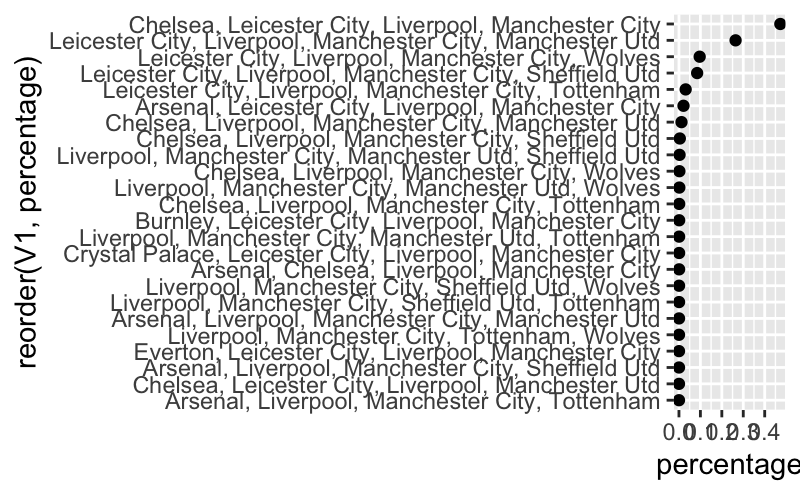 Chelsea, Leicester City, Liverpool, Manchester City
Leicester City, Liverpool, Manchester City, Manchester Utd
Leicester City, Liverpool, Manchester City, Wolves
Leicester City, Liverpool, Manchester City, Sheffield Utd
Leicester City, Liverpool, Manchester City, Tottenham
Arsenal, Leicester City, Liverpool, Manchester City
Chelsea, Liverpool, Manchester City, Manchester Utd
Chelsea, Liverpool, Manchester City, Sheffield Utd
Liverpool, Manchester City, Manchester Utd, Sheffield Utd
Chelsea, Liverpool, Manchester City, Wolves
Liverpool, Manchester City, Manchester Utd, Wolves
Chelsea, Liverpool, Manchester City, Tottenham
Burnley, Leicester City, Liverpool, Manchester City
Liverpool, Manchester City, Manchester Utd, Tottenham
Crystal Palace, Leicester City, Liverpool, Manchester City
Arsenal, Chelsea, Liverpool, Manchester City
Liverpool, Manchester City, Sheffield Utd, Wolves
Liverpool, Manchester City, Sheffield Utd, Tottenham
Arsenal, Liverpool, Manchester City, Manchester Utd
Liverpool, Manchester City, Tottenham, Wolves
Everton, Leicester City, Liverpool, Manchester City
Arsenal, Liverpool, Manchester City, Sheffield Utd
Chelsea, Leicester City, Liverpool, Manchester Utd
Arsenal, Liverpool, Manchester City, Tottenham
reorder(V1, percentage)
0.0 0.1 0.2 0.3 0.4
percentage